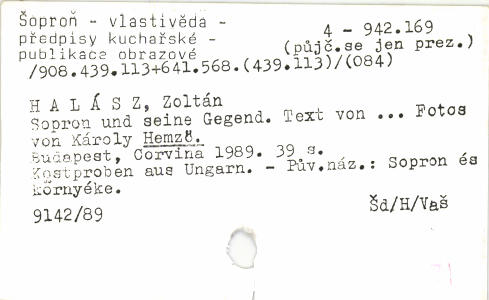 Šoproň - vlastivěda -
předpisy kuchařské -
publikace obrazové
4 - 942.169
(půjč.se jen prez.)
/908.439.113+641.568.(439.113)/(084)
H A L Á S Z, Zoltán
Sopron und seine Gegend. Text von ... Fotos
von Károly Hemző.
Budapest, Corvina 1989. 39 s.
Kostproben aus Ungarn. - Pův.náz.: Sopron és
környéke.
9142/89
Šd/H/Vaš